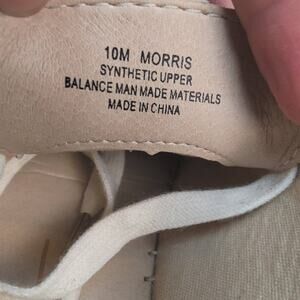 10M MORRIS
SYNTHETIC UPPER
BALANCE MAN MADE MATERIALS
MADE IN CHINA